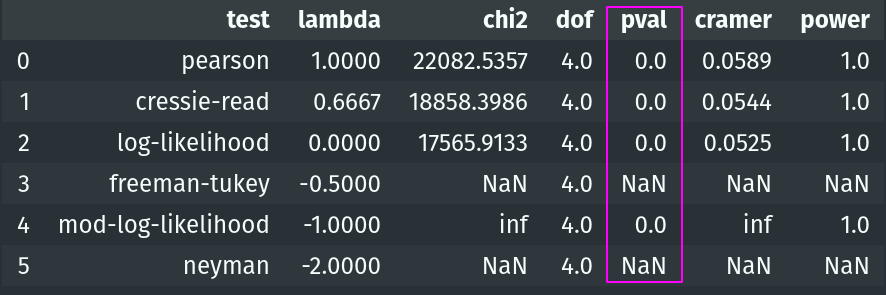 test lambda chi2 dof pval cramer power
0 pearson 1.0000 22082.5357 4.0 0.0 0.0589 1.0
1 cressie-read 0.6667 18858.3986 4.0 0.0 0.0544 1.0
2 log-likelihood 0.0000 17565.9133 4.0 0.0 0.0525 1.0
3 freeman-tukey -0.5000 NaN 4.0 NaN NaN NaN
4 mod-log-likelihood -1.0000 inf 4.0 0.0 inf 1.0
5 neyman -2.0000 NaN 4.0 NaN NaN NaN